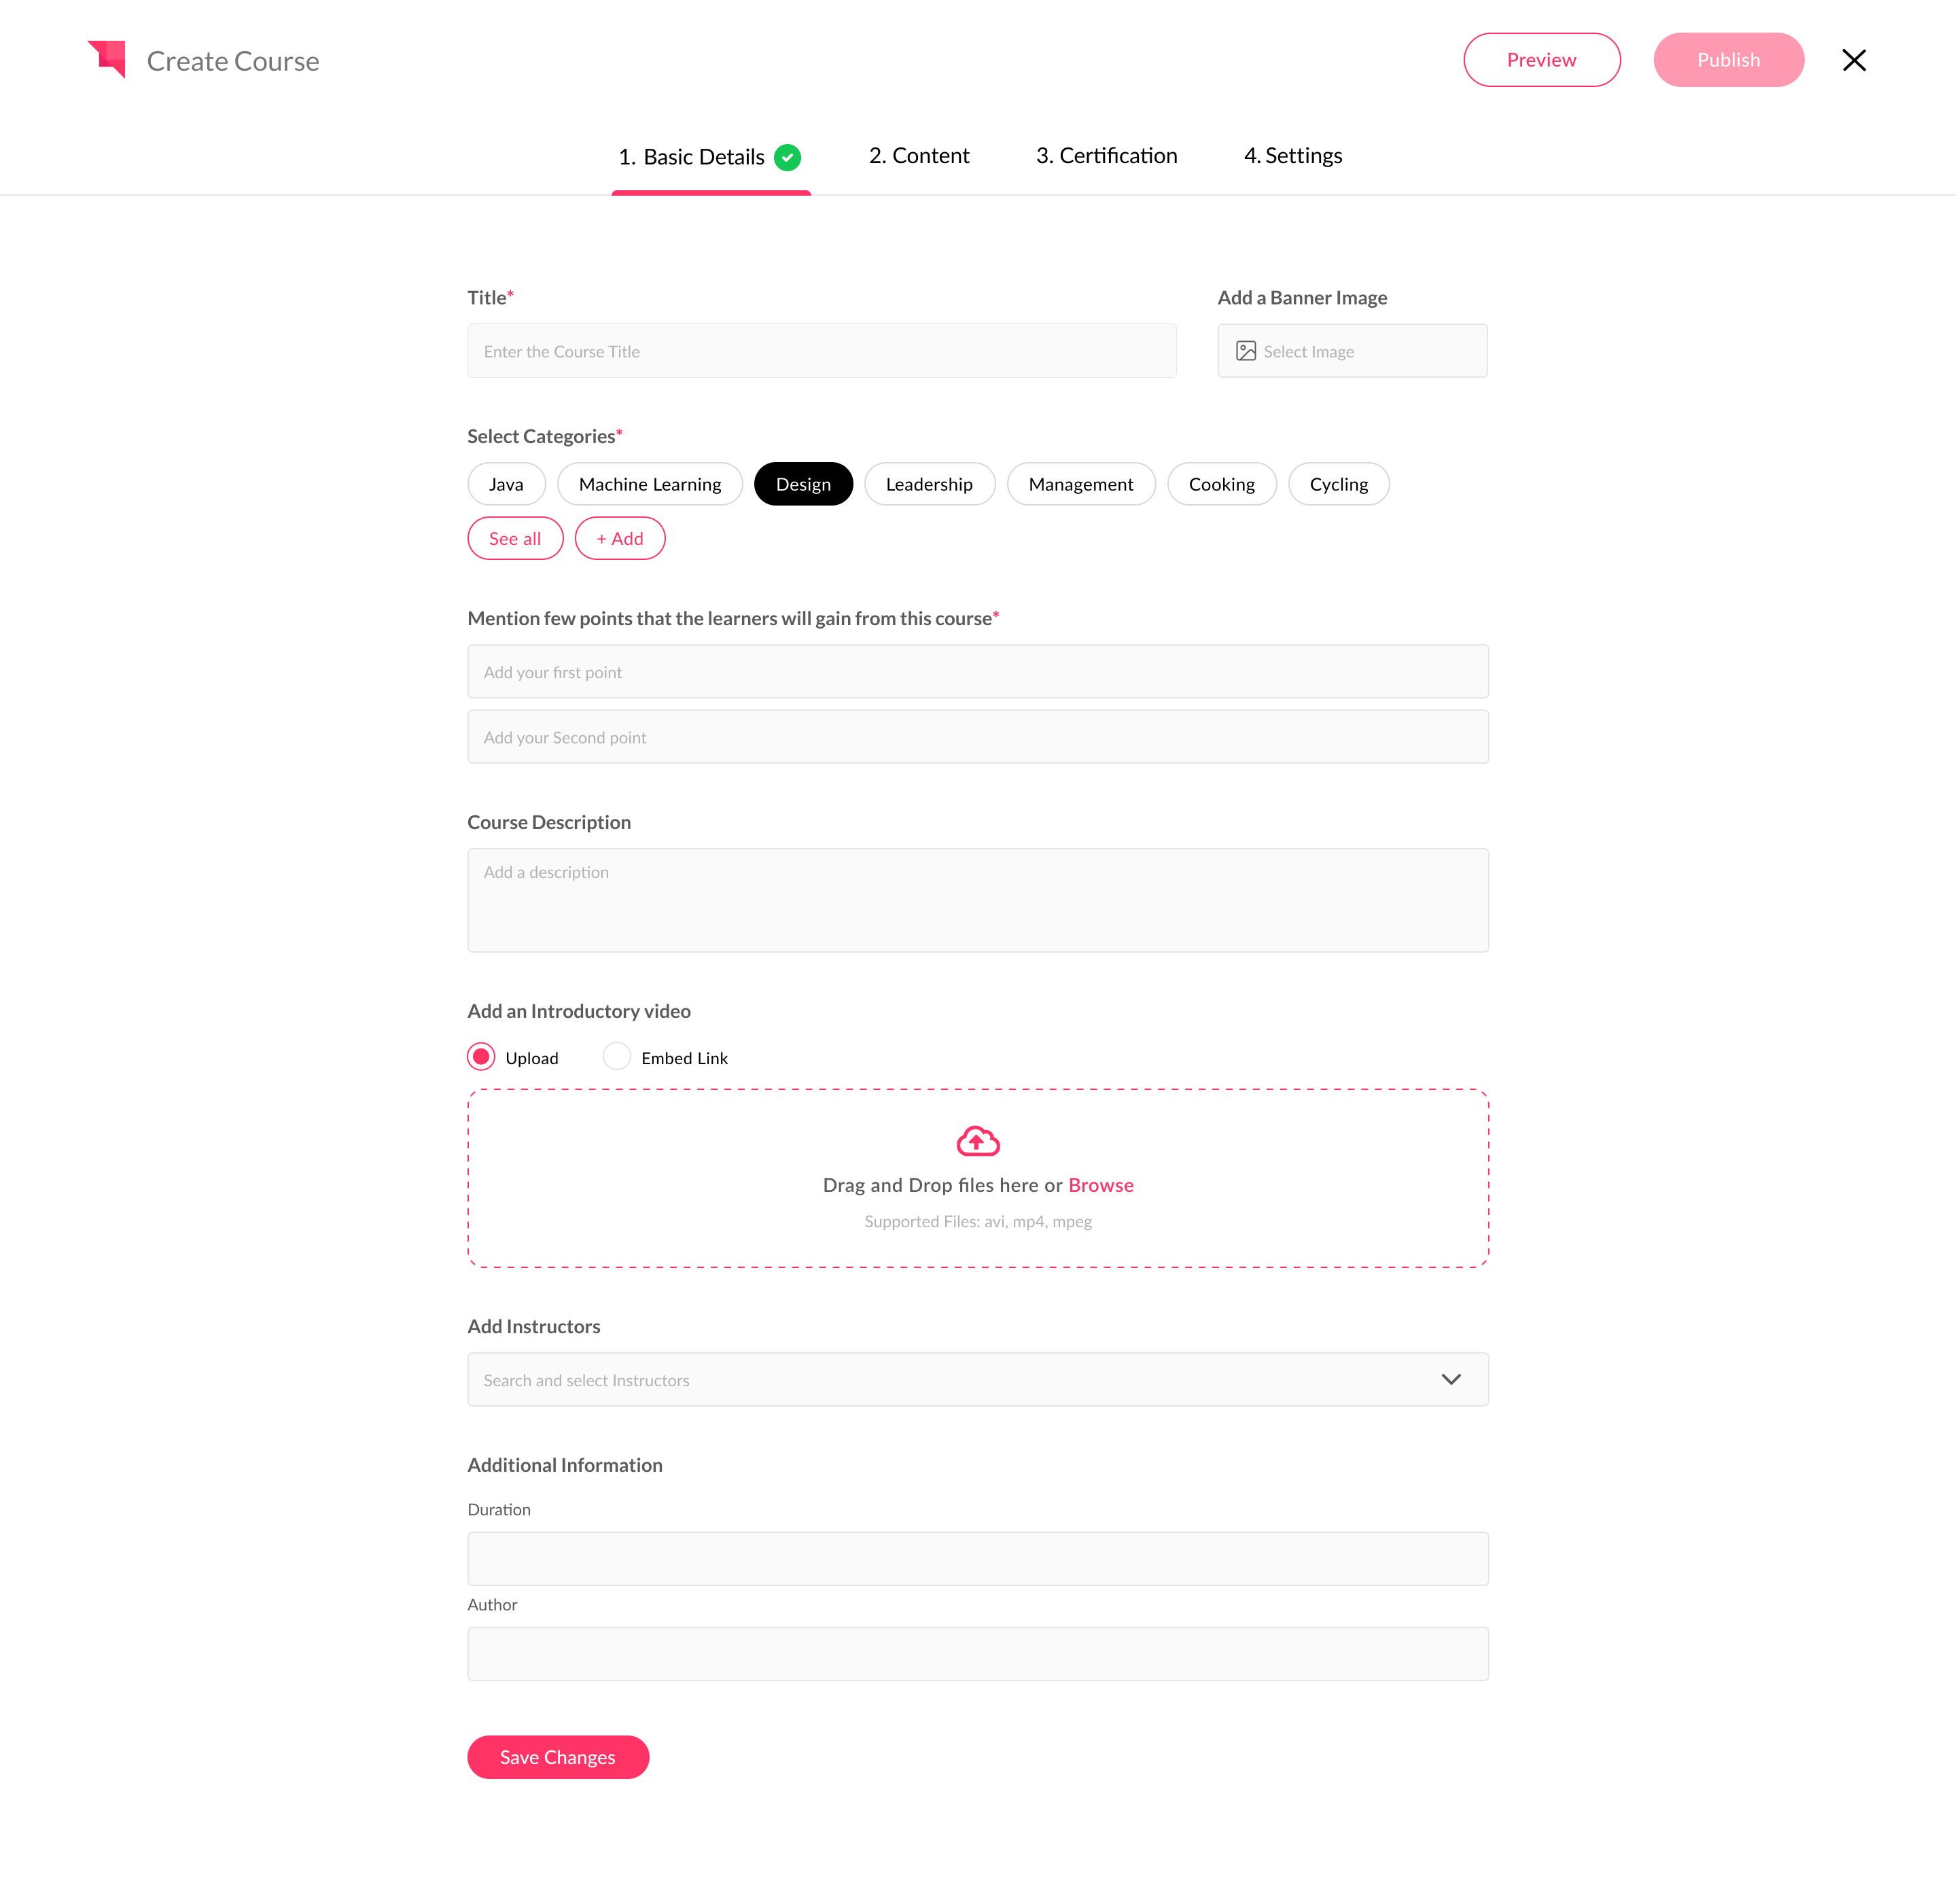 Create Course
Preview
Publish
1. Basic Details
2. Content
3. Certification
4. Settings
Title*
Add a Banner Image
Enter the Course Title
Select Image
Select Categories*
Java
Machine Learning
Design
Leadership
Management
Cooking
Cycling
See all
+ Add
Mention few points that the learners will gain from this course*
Add your first point
Add your Second point
Course Description
Add a description
Add an Introductory video
Upload
Embed Link
Drag and Drop files here or Browse
Supported Files: avi, mp4, mpeg
Add Instructors
Search and select Instructors
Additional Information
Duration
Author
Save Changes